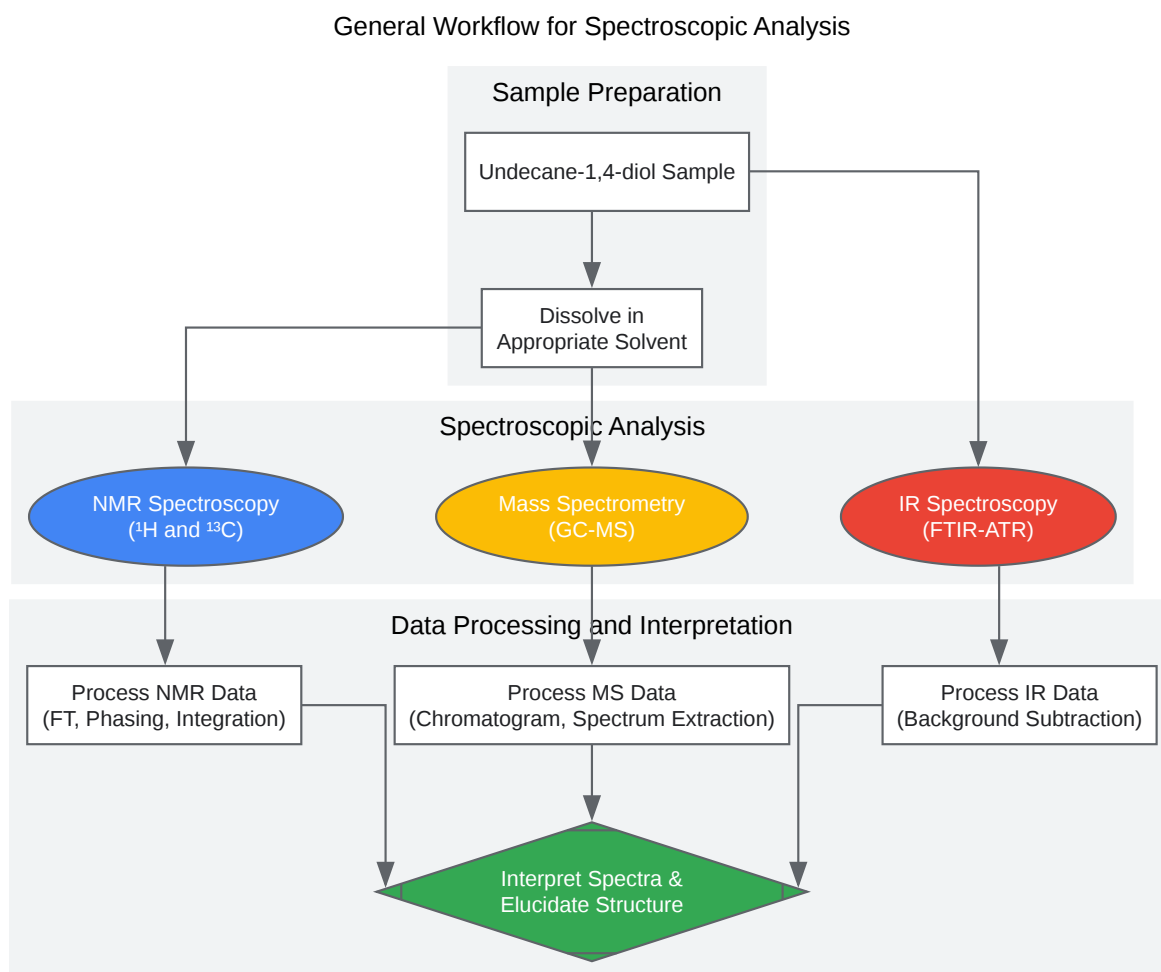 General Workflow for Spectroscopic Analysis
Sample Preparation
Undecane-1,4-diol Sample
Dissolve in
Appropriate Solvent
Spectroscopic Analysis
NMR Spectroscopy
(¹H and ¹³C)
Mass Spectrometry
(GC-MS)
IR Spectroscopy
(FTIR-ATR)
Data Processing and Interpretation
Process NMR Data
(FT, Phasing, Integration)
Process MS Data
(Chromatogram, Spectrum Extraction)
Process IR Data
(Background Subtraction)
Interpret Spectra &
Elucidate Structure